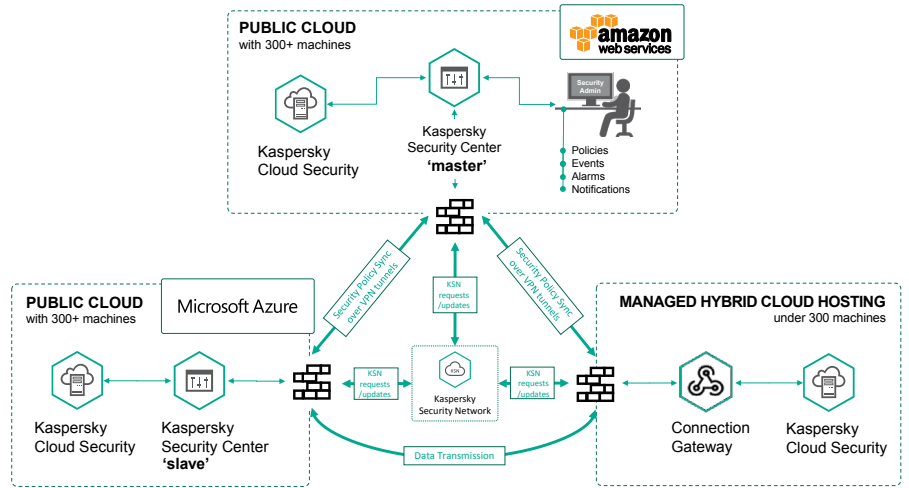 PUBLIC CLOUD
with 300+ machines
amazon
web services
Security
Admin
Kaspersky
Cloud Security
Kaspersky
Security Center
‘master’
Policies
Events
Alarms
Notifications
Security Policy Sync
over VPN tunnels
KSN
requests
/updates
Security Policy Sync
over VPN tunnels
PUBLIC CLOUD
with 300+ machines
Microsoft Azure
Kaspersky
Cloud Security
Kaspersky
Security Center
‘slave’
KSN
requests
/updates
KSN
Kaspersky
Security Network
KSN
requests
/updates
Data Transmission
MANAGED HYBRID CLOUD HOSTING
under 300 machines
Connection
Gateway
Kaspersky
Cloud Security